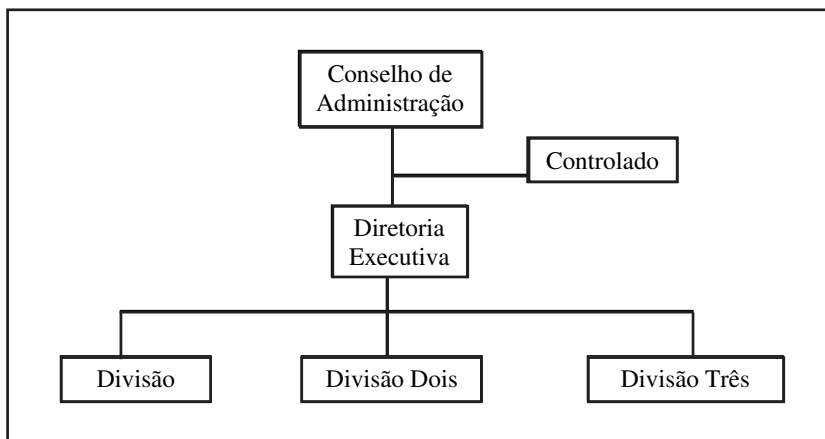 Conselho de
Administração
Controlado
Diretoria
Executiva
Divisão
Divisão Dois
Divisão Três